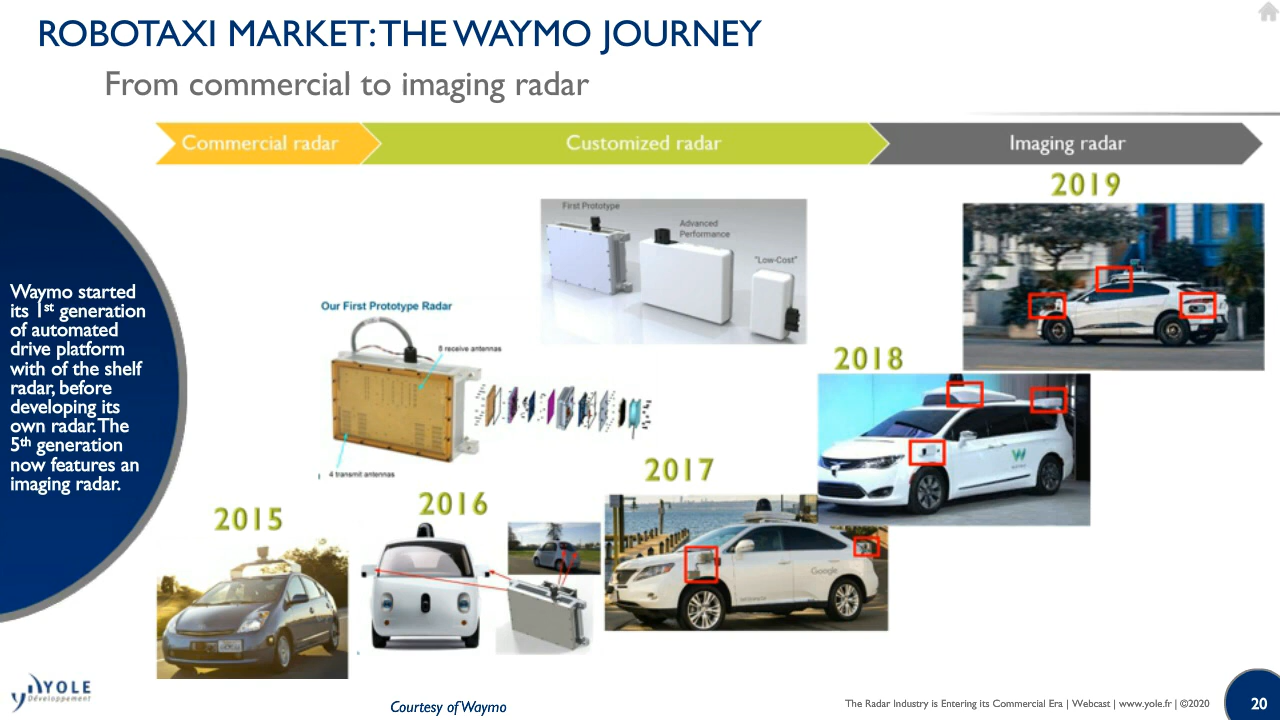 ROBOTAXI MARKET: THE WAYMO JOURNEY
From commercial to imaging radar
Commercial radar
Customized radar
Imaging radar
Waymo started
its 1st generation
of automated
drive platform
with of the shelf
radar, before
developing its
own radar. The
5th generation
now features an
imaging radar.
2015
2016
2017
2018
2019
Our First Prototype Radar
8 receive antennas
4 transmit antennas
First Prototype
Advanced
Performance
"Low-Cost"
Google
YOLE
Développement
Courtesy of Waymo
The Radar Industry is Entering its Commercial Era | Webcast | www.yole.fr | ©2020
20